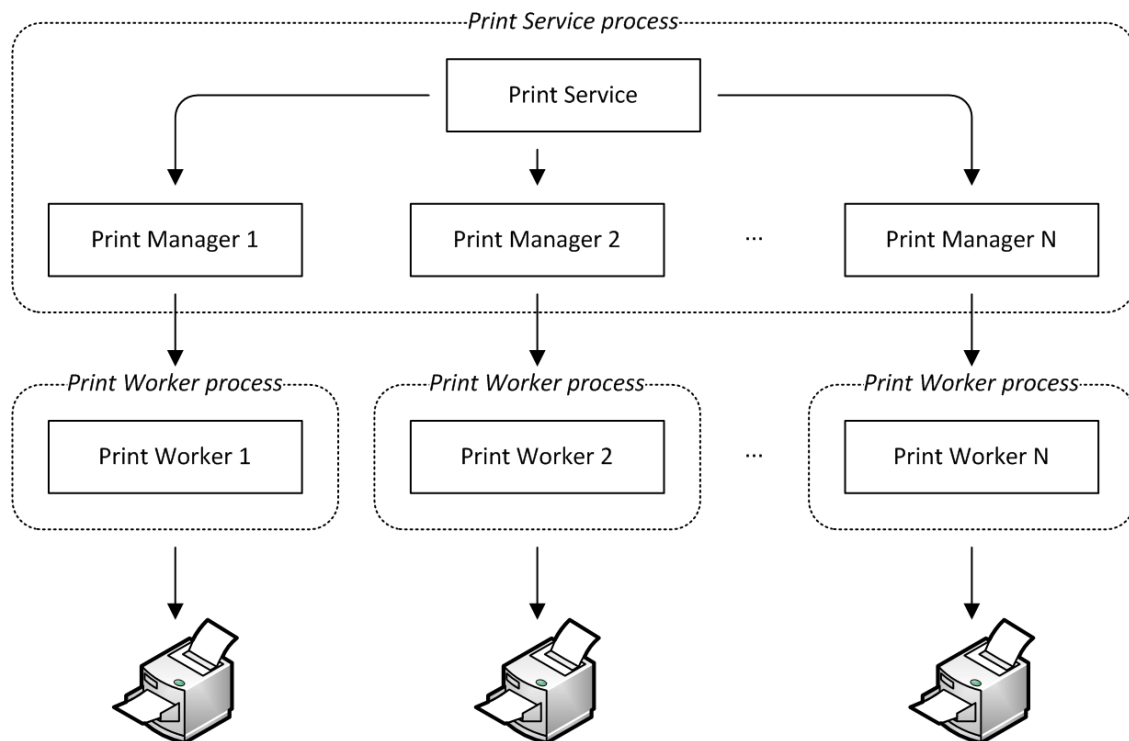 Print Service process
Print Service
Print Manager 1
Print Manager 2
...
Print Manager N
Print Worker process
Print Worker process
Print Worker process
Print Worker 1
Print Worker 2
...
Print Worker N